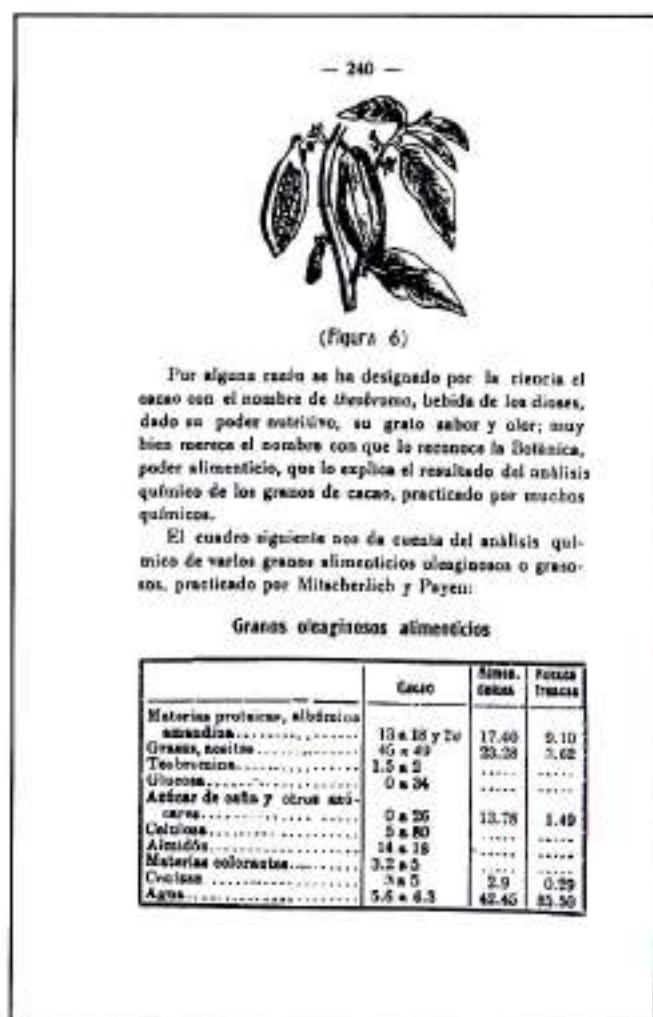 — 240 —
(Figura 6)
Por alguna razón se ha designado por la ciencia el
cacao con el nombre de theobroma, bebida de los dioses,
dado su poder nutritivo, su grato sabor y olor; muy
bien merece el nombre con que lo reconoce la Botánica,
poder alimenticio, que lo explica el resultado del análisis
químico de los granos de cacao, practicado por muchos
químicos.
El cuadro siguiente nos da cuenta del análisis quí-
mico de varios granos alimenticios oleaginosos o graso-
sos, practicado por Mitscherlich y Payen:
Granos oleaginosos alimenticios
Cacao
Materias proteicas, albúmina
amandina 13 a 18 y 20 17.40 9.10
Grasas, aceites 45 a 49 23.28 3.62
Teobromina 1.5 a 2
Glucosa 0 a 34
Azúcar de caña y otros azú-
cares 0 a 26 13.78 1.49
Celulosa 5 a 80
Almidón 14 a 18
Materias colorantes 3.2 a 5
Cenizas 3 a 5 2.9 0.29
Agua 5.6 a 6.3 42.45 85.50